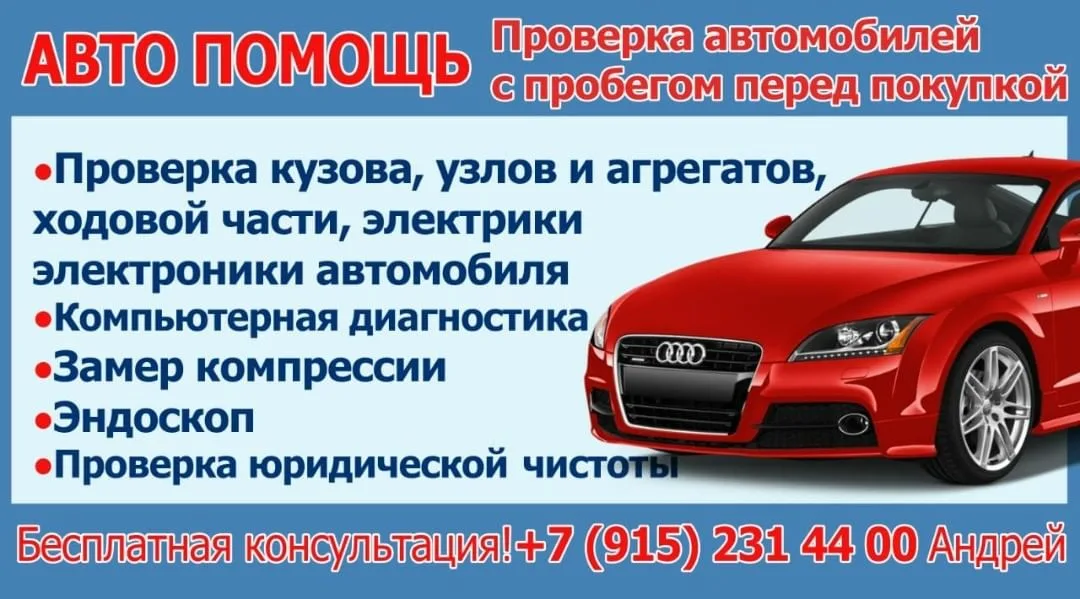 АВТО ПОМОЩЬ
Проверка автомобилей
с пробегом перед покупкой
•Проверка кузова, узлов и агрегатов,
ходовой части, электрики
электроники автомобиля
•Компьютерная диагностика
•Замер компрессии
•Эндоскоп
•Проверка юридической чистоты
Бесплатная консультация!+7 (915) 231 44 00 Андрей